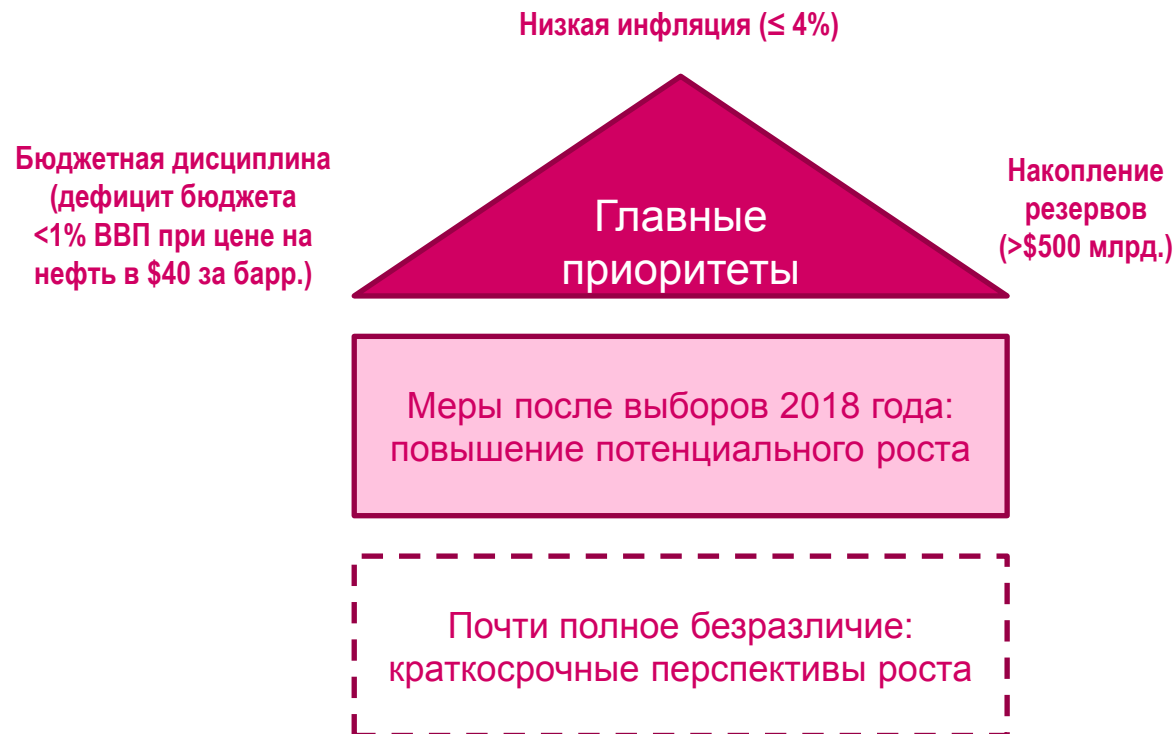 Низкая инфляция (≤ 4%)
Бюджетная дисциплина
(дефицит бюджета
<1% ВВП при цене на
нефть в $40 за барр.)
Накопление
резервов
(>$500 млрд.)
Главные
приоритеты
Меры после выборов 2018 года:
повышение потенциального роста
Почти полное безразличие:
краткосрочные перспективы роста